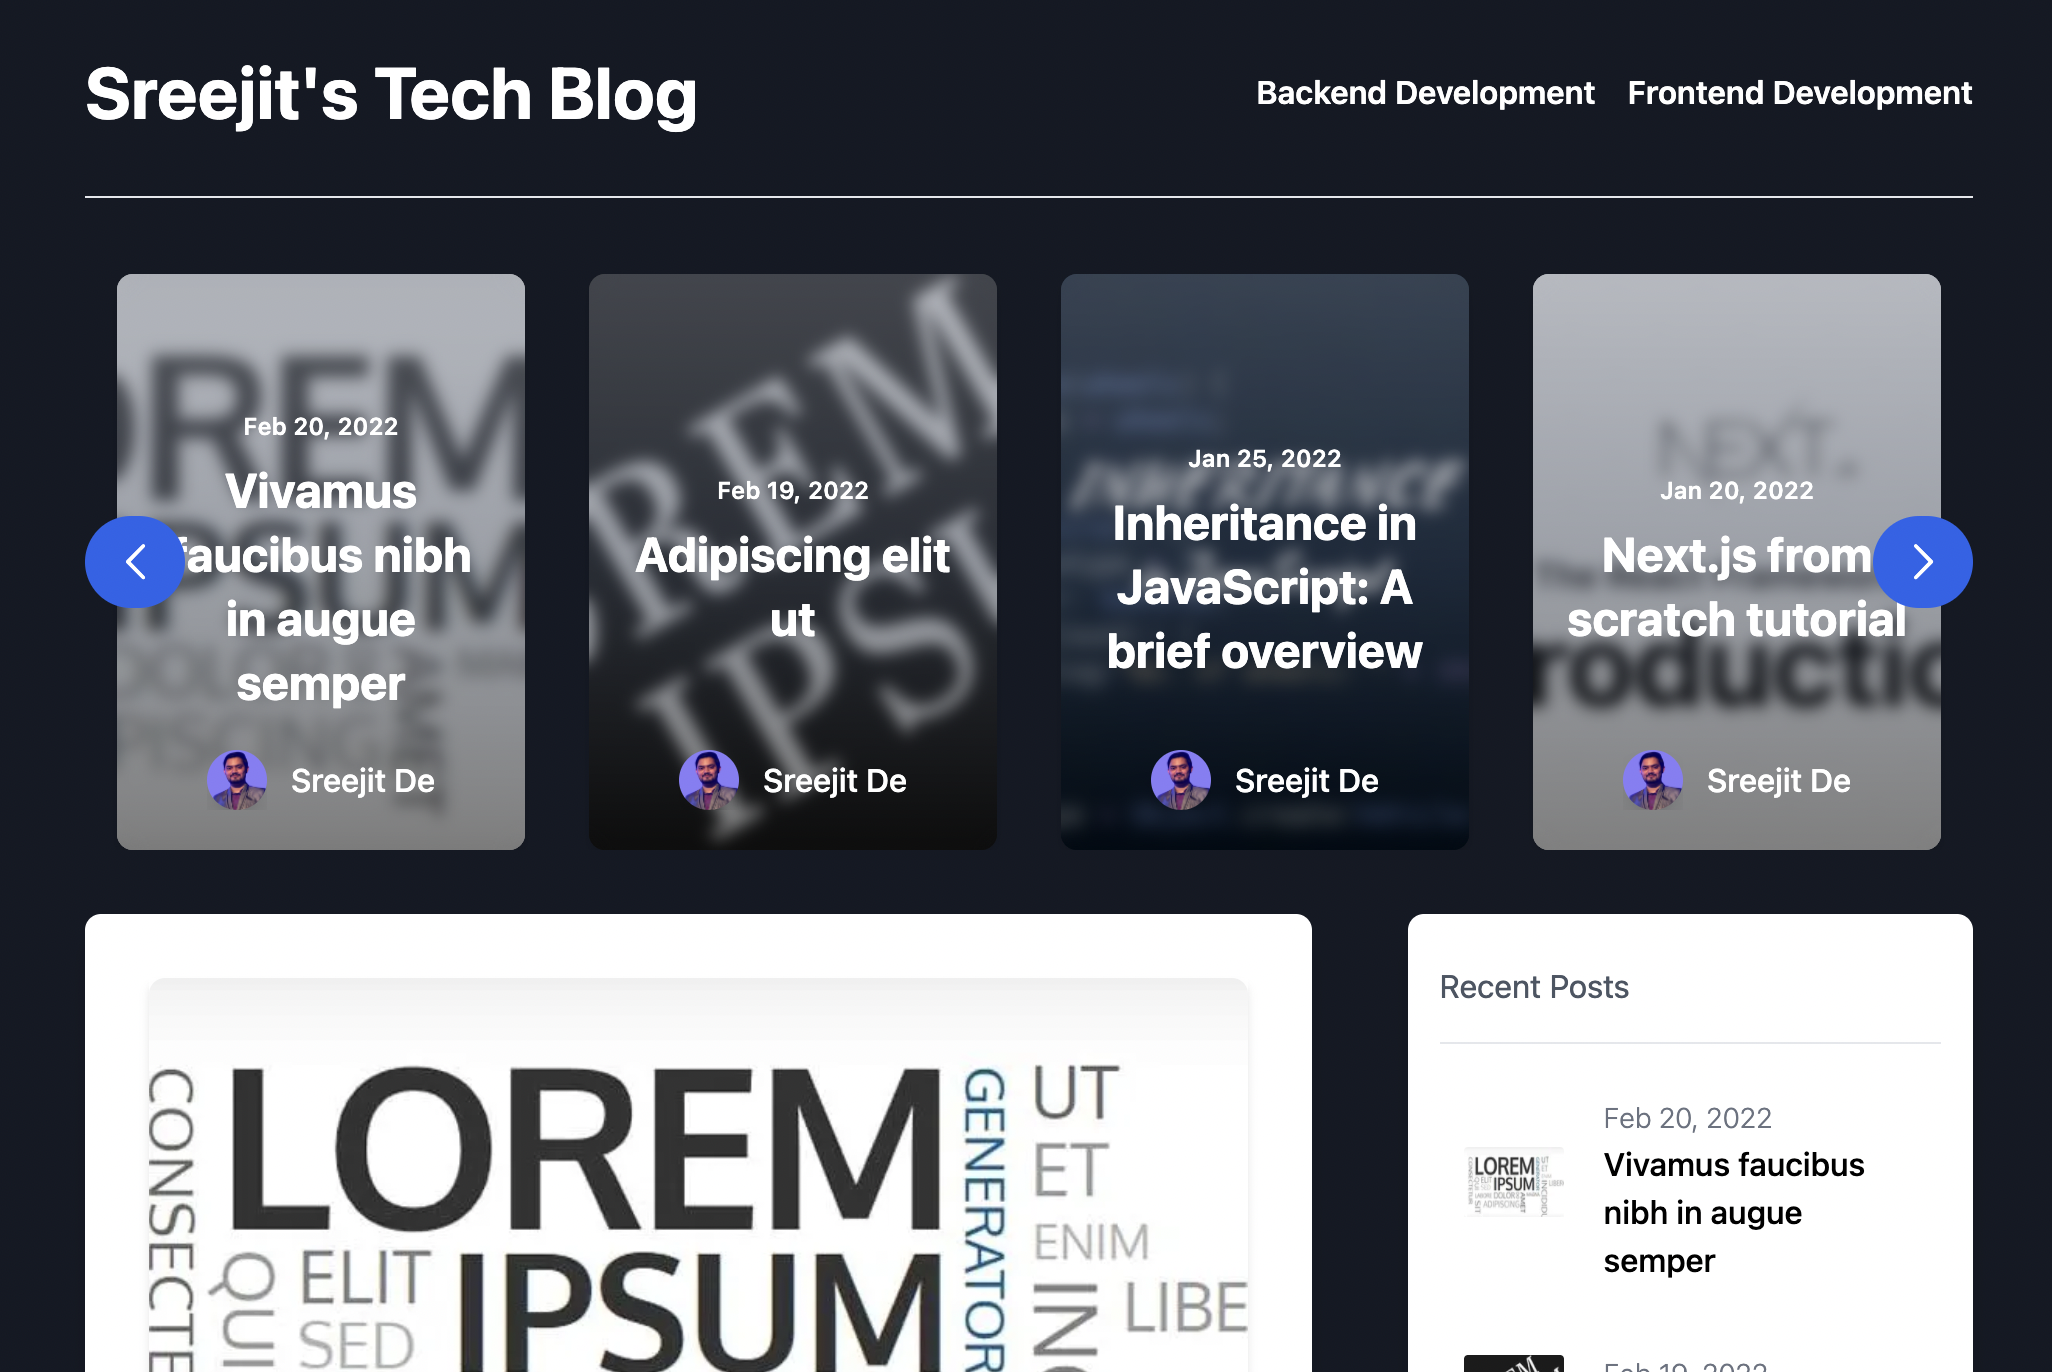 Sreejit's Tech Blog
Backend Development Frontend Development
Feb 20, 2022
Vivamus
faucibus nibh
in augue
semper
Sreejit De
Feb 19, 2022
Adipiscing elit
ut
Sreejit De
Jan 25, 2022
Inheritance in
JavaScript: A
brief overview
Sreejit De
Jan 20, 2022
Next.js from
scratch tutorial
Sreejit De
LOREM
IPSUM
GENERATOR
UT
ET
ENIM
LIBE
ELIT
SED
QUI
CONSECTE
Recent Posts
Feb 20, 2022
Vivamus faucibus
nibh in augue
semper
Feb 19, 2022